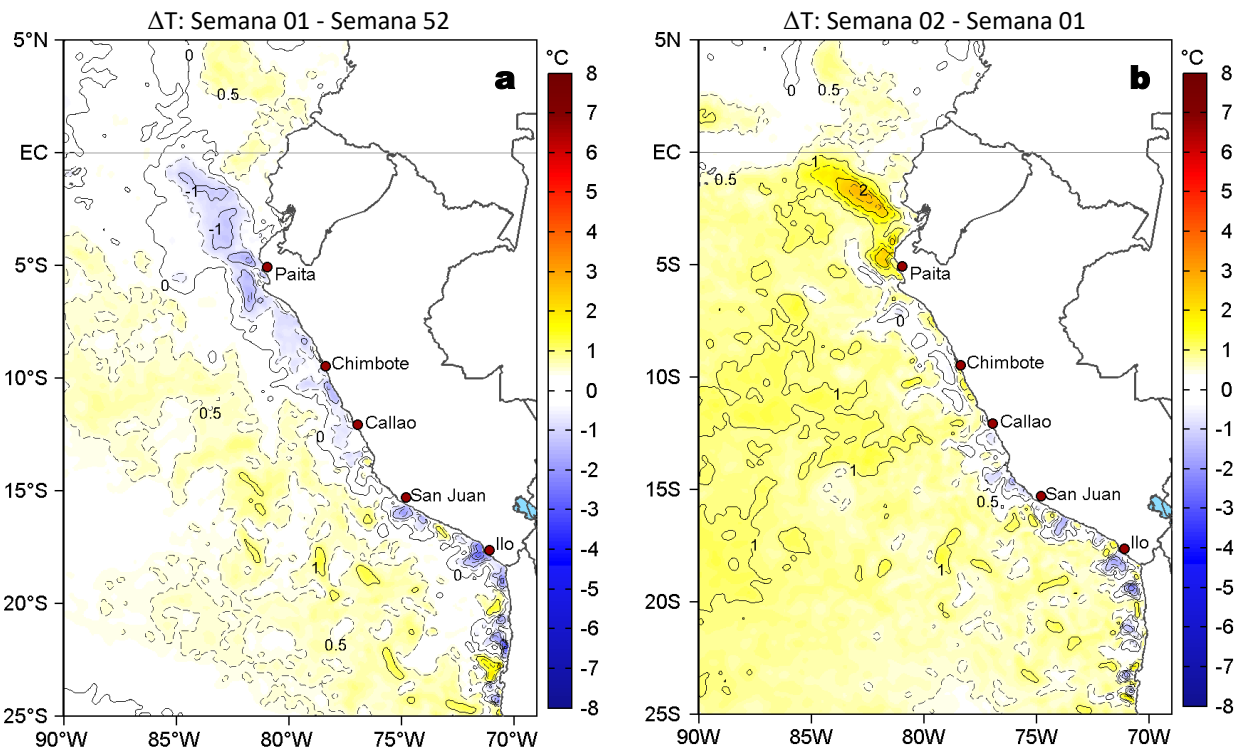 ΔT: Semana 01 - Semana 52
5°N
EC
5°S
10°S
15°S
20°S
25°S
90°W
85°W
80°W
75°W
70°W
a
0
0.5
-1
-1
0
0
0.5
0
1
0
0.5
Paita
Chimbote
Callao
San Juan
Ilo
°C
8
7
6
5
4
3
2
1
0
-1
-2
-3
-4
-5
-6
-7
-8
ΔT: Semana 02 - Semana 01
5N
EC
5S
10S
15S
20S
25S
90W
85W
80W
75W
70W
b
0
0.5
1
0.5
2
0
0
1
1
0.5
1
1
Paita
Chimbote
Callao
San Juan
Ilo
°C
8
7
6
5
4
3
2
1
0
-1
-2
-3
-4
-5
-6
-7
-8